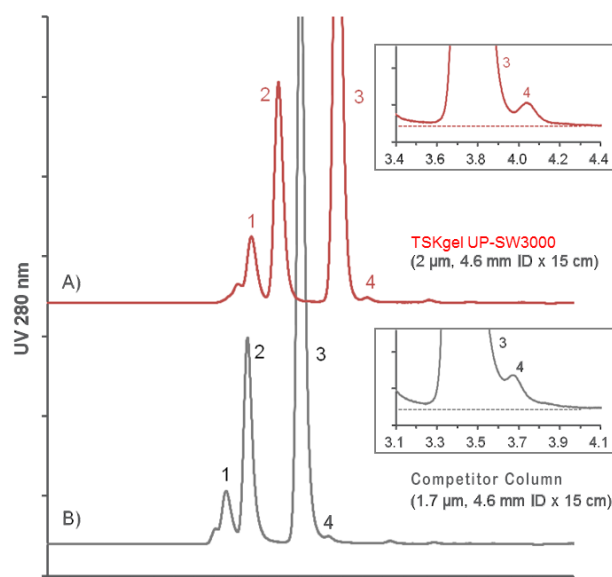 UV 280 nm
A)
1
2
3
4
3
4
3.4 3.6 3.8 4.0 4.2 4.4
TSKgel UP-SW3000
(2 µm, 4.6 mm ID x 15 cm)
B)
1
2
3
4
3
4
3.1 3.3 3.5 3.7 3.9 4.1
Competitor Column
(1.7 µm, 4.6 mm ID x 15 cm)